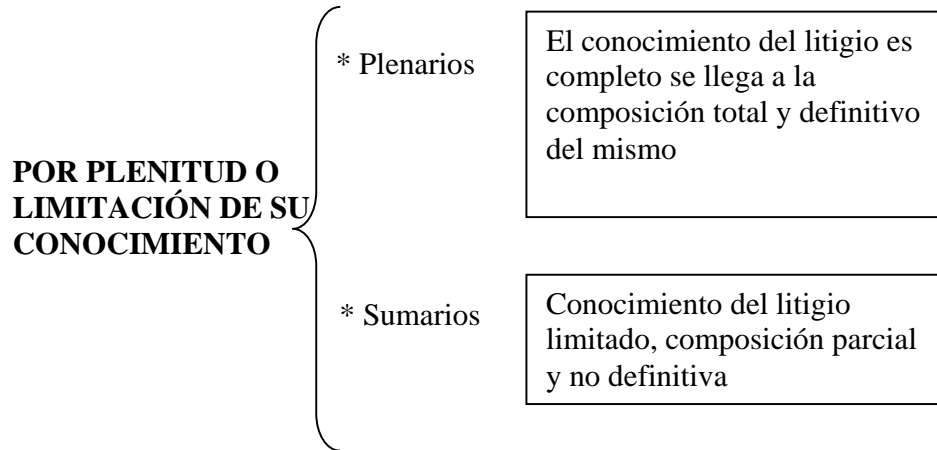 POR PLENITUD O
LIMITACIÓN DE SU
CONOCIMIENTO
* Plenarios
El conocimiento del litigio es
completo se llega a la
composición total y definitivo
del mismo
* Sumarios
Conocimiento del litigio
limitado, composición parcial
y no definitiva